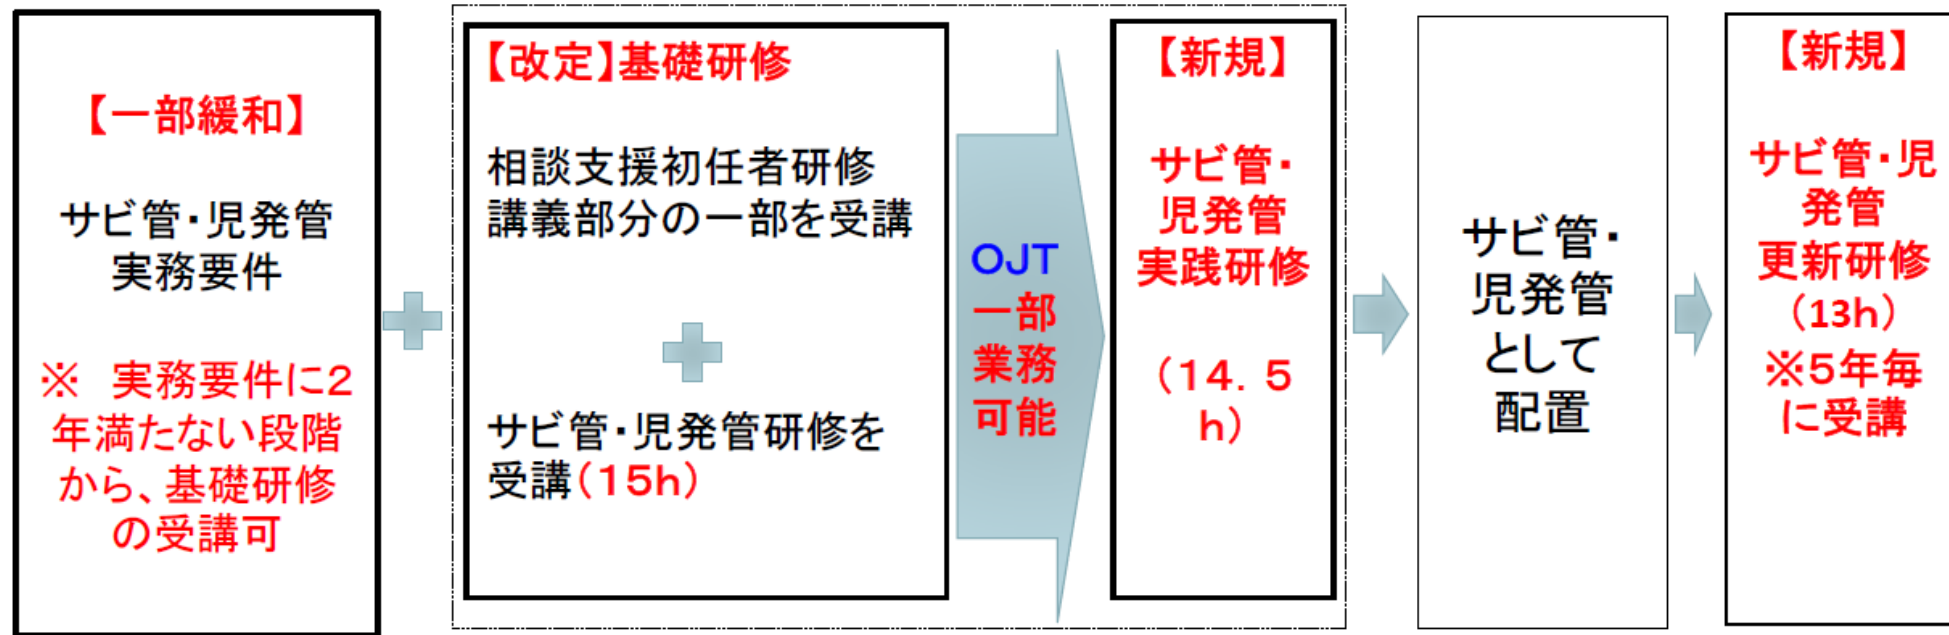 【一部緩和】
サビ管・児発管
実務要件
※　実務要件に2
年満たない段階
から、基礎研修
の受講可
【改定】基礎研修
相談支援初任者研修
講義部分の一部を受講
サビ管・児発管研修を
受講(15h)
OJT
一部
業務
可能
【新規】
サビ管・
児発管
実践研修
(14．5
h)
サビ管・
児発管
として
配置
【新規】
サビ管・児
発管
更新研修
(13h)
※5年毎
に受講